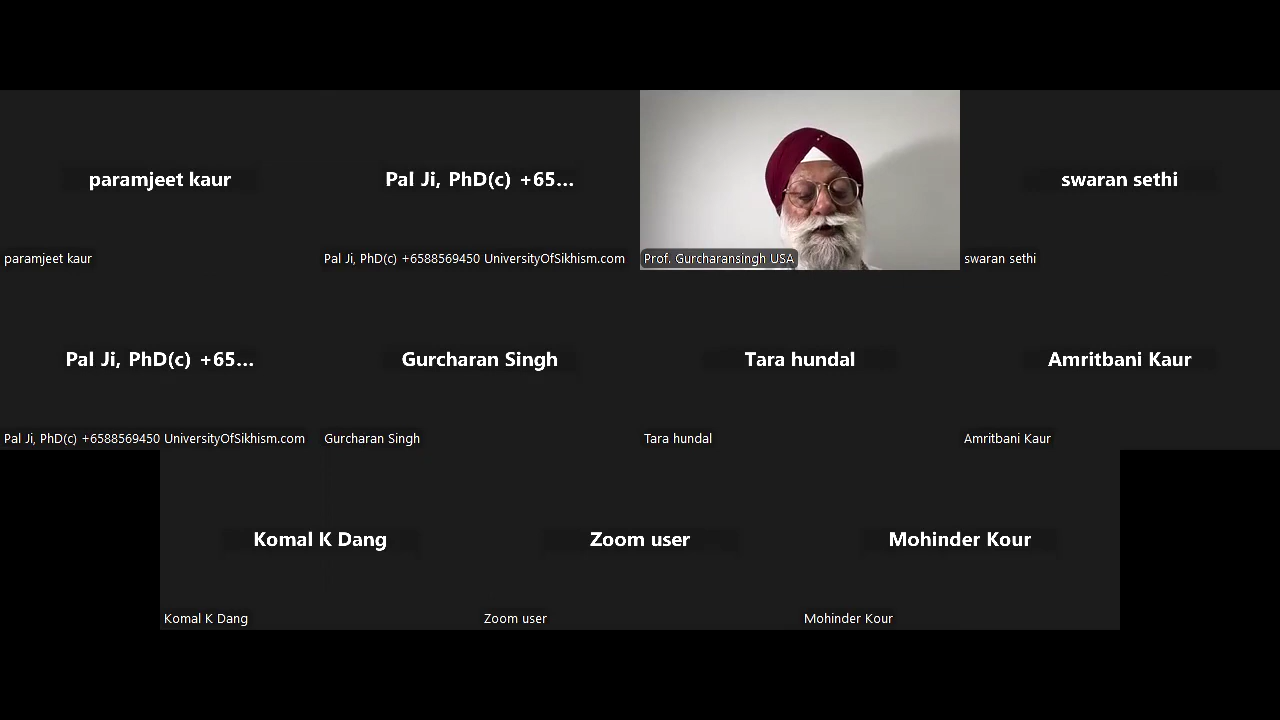 paramjeet kaur
Pal Ji, PhD(c) +65...
swaran sethi
paramjeet kaur
Pal Ji, PhD(c) +6588569450 UniversityOfSikhism.com
Prof. Gurcharansingh USA
swaran sethi
Pal Ji, PhD(c) +65...
Gurcharan Singh
Tara hundal
Amritbani Kaur
Pal Ji, PhD(c) +6588569450 UniversityOfSikhism.com
Gurcharan Singh
Tara hundal
Amritbani Kaur
Komal K Dang
Zoom user
Mohinder Kour
Komal K Dang
Zoom user
Mohinder Kour